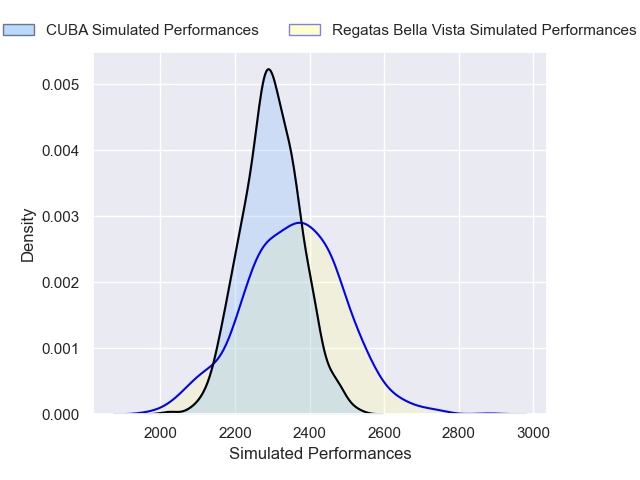 CUBA Simulated Performances
Regatas Bella Vista Simulated Performances
0.005
0.004
0.003
0.002
0.001
0.000
Density
2000 2200 2400 2600 2800 3000
Simulated Performances